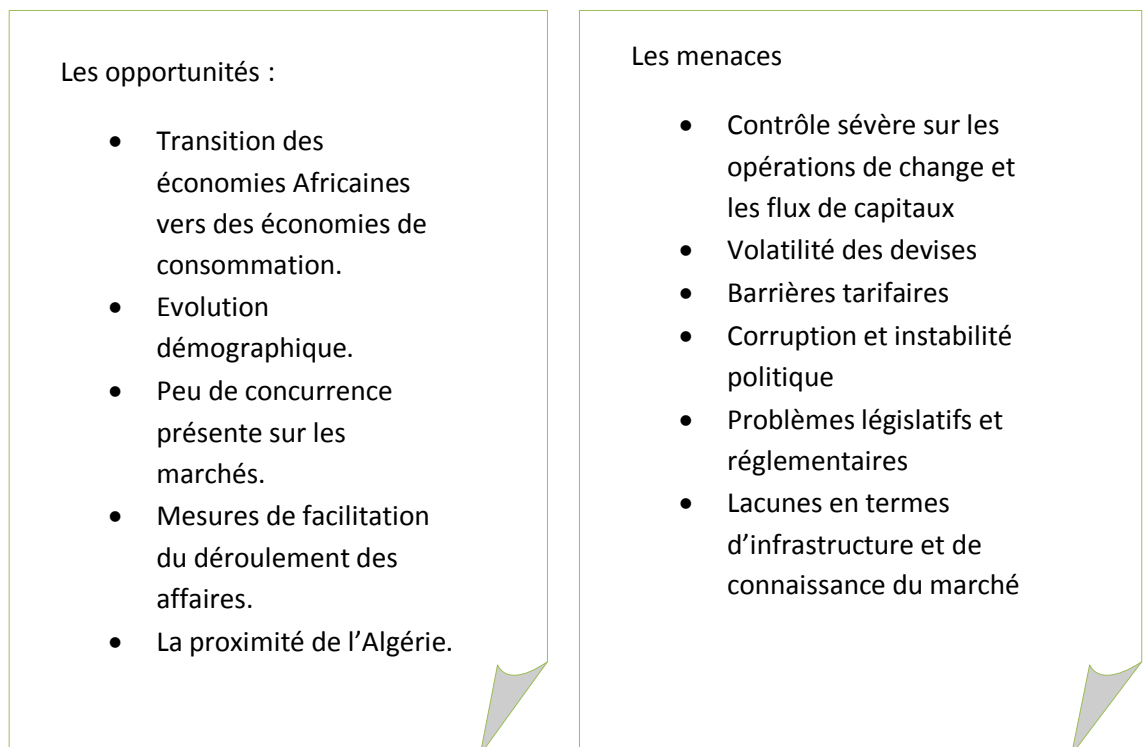 Les opportunités :
• Transition des
économies Africaines
vers des économies de
consommation.
• Evolution
démographique.
• Peu de concurrence
présente sur les
marchés.
• Mesures de facilitation
du déroulement des
affaires.
• La proximité de l’Algérie.
Les menaces
• Contrôle sévère sur les
opérations de change et
les flux de capitaux
• Volatilité des devises
• Barrières tarifaires
• Corruption et instabilité
politique
• Problèmes législatifs et
réglementaires
• Lacunes en termes
d’infrastructure et de
connaissance du marché